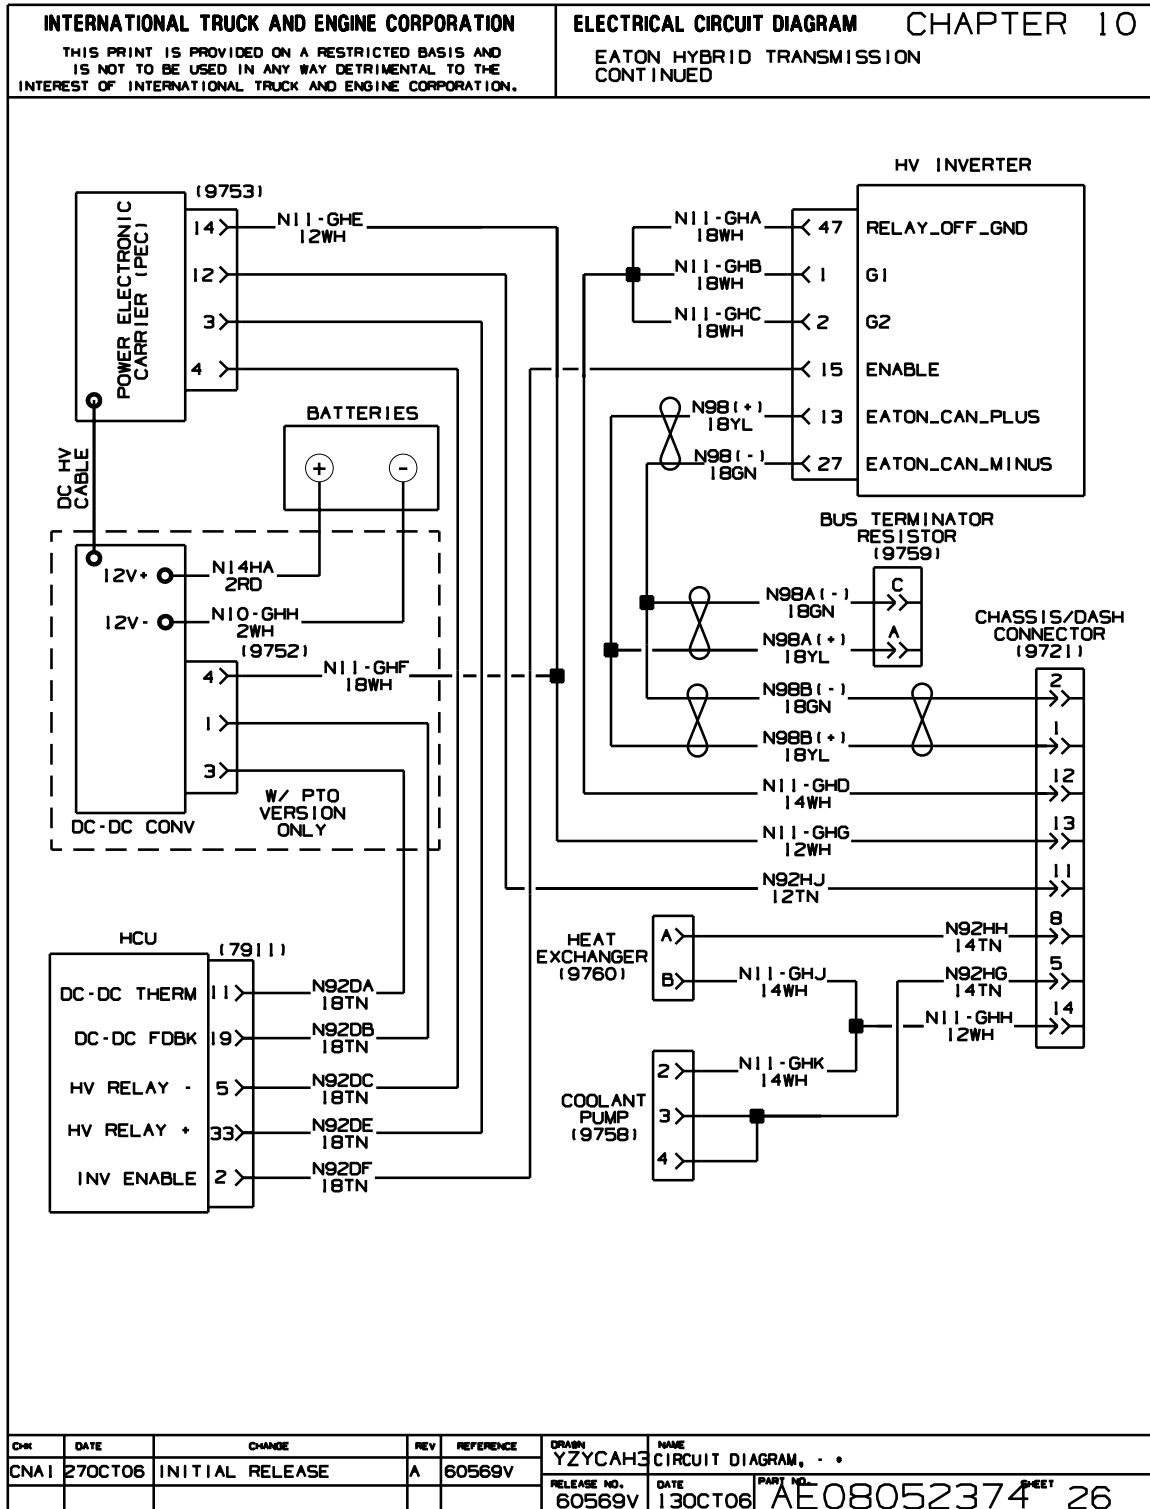 INTERNATIONAL TRUCK AND ENGINE CORPORATION
THIS PRINT IS PROVIDED ON A RESTRICTED BASIS AND
IS NOT TO BE USED IN ANY WAY DETRIMENTAL TO THE
INTEREST OF INTERNATIONAL TRUCK AND ENGINE CORPORATION.
ELECTRICAL CIRCUIT DIAGRAM CHAPTER 10
EATON HYBRID TRANSMISSION
CONTINUED
HV INVERTER
(9753)
POWER ELECTRONIC
CARRIER (PEC)
14
N11-GHE
12WH
12
3
4
N11-GHA
18WH
47 RELAY_OFF_GND
N11-GHB
18WH
1 G1
N11-GHC
18WH
2 G2
15 ENABLE
N98(+)
18YL
13 EATON_CAN_PLUS
N98(-)
18GN
27 EATON_CAN_MINUS
BATTERIES
+ -
DC HV
CABLE
BUS TERMINATOR
RESISTOR
(9759)
12V+
N14HA
2RD
12V-
N10-GHH
2WH
(9752)
4
N11-GHF
18WH
1
3
W/ PTO
VERSION
ONLY
DC-DC CONV
N98A(-)
18GN
C
N98A(+)
18YL
A
CHASSIS/DASH
CONNECTOR
(9721)
N98B(-)
18GN
2
N98B(+)
18YL
1
N11-GHD
14WH
12
N11-GHG
12WH
13
N92HJ
12TN
11
HEAT
EXCHANGER
(9760)
A
N92HH
14TN
8
B
N11-GHJ
14WH
N92HG
14TN
5
N11-GHH
12WH
14
COOLANT
PUMP
(9758)
2
N11-GHK
14WH
3
4
HCU
(7911)
DC-DC THERM 11
N92DA
18TN
DC-DC FDBK 19
N92DB
18TN
HV RELAY - 5
N92DC
18TN
HV RELAY + 33
N92DE
18TN
INV ENABLE 2
N92DF
18TN
CHK DATE CHANGE REV REFERENCE
CNA1 27OCT06 INITIAL RELEASE A 60569V
DRAWN
YZYCAH3
NAME
CIRCUIT DIAGRAM, - *
RELEASE NO.
60569V
DATE
13OCT06
PART NO.
AE08052374
SHEET
26